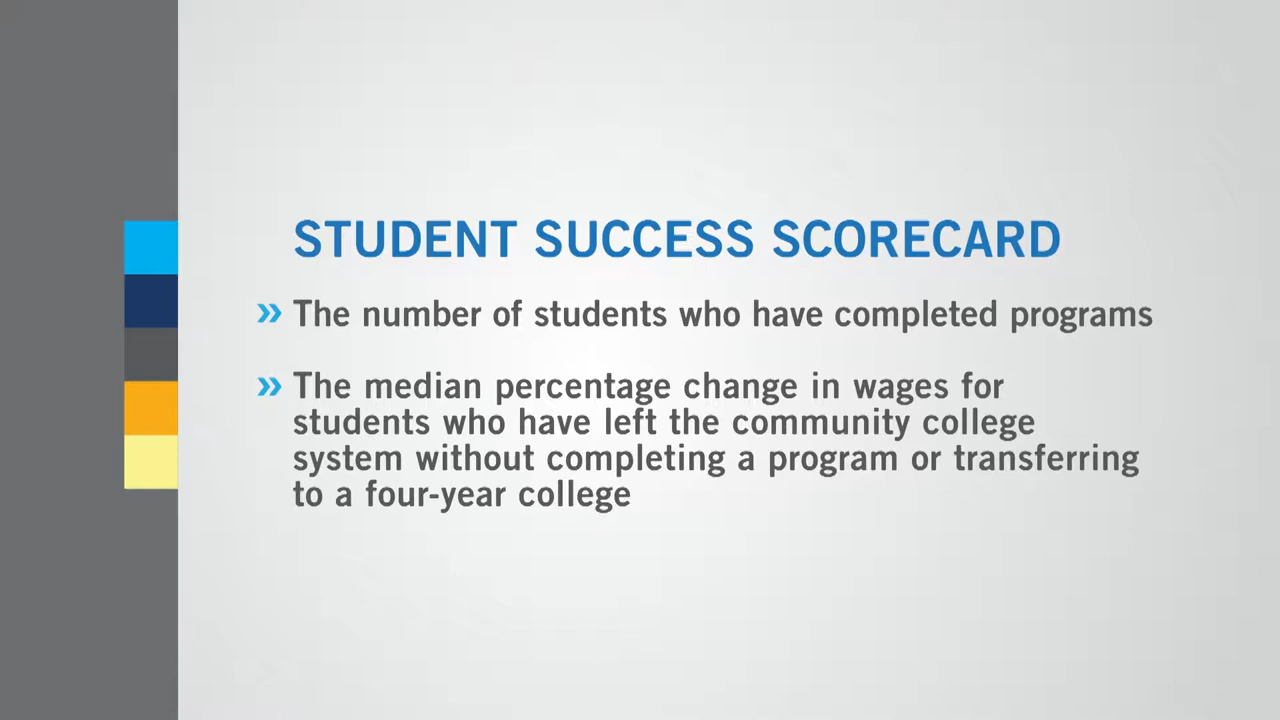 STUDENT SUCCESS SCORECARD
» The number of students who have completed programs
» The median percentage change in wages for
students who have left the community college
system without completing a program or transferring
to a four-year college